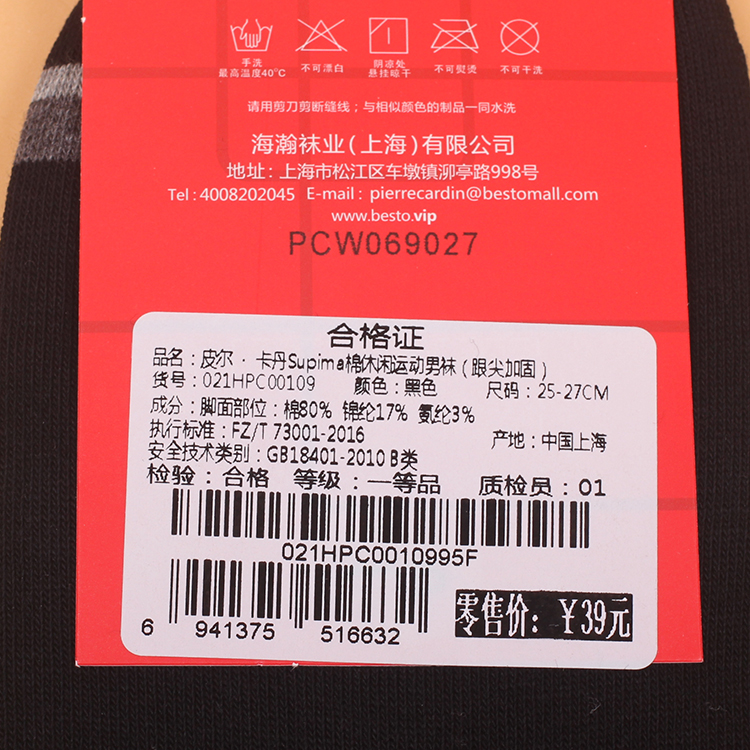 手洗
最高温度40°C
不可漂白
阴凉处
悬挂晾干
不可熨烫
不可干洗
请用剪刀剪断缝线；与相似颜色的制品一同水洗
海瀚袜业(上海)有限公司
地址：上海市松江区车墩镇泖亭路998号
Tel：4008202045 E-mail：pierrecardin@bestomall.com
www.besto.vip
PCW069027
合格证
品名：皮尔·卡丹Supima棉休闲运动男袜(跟尖加固)
货号：021HPC00109 颜色：黑色 尺码：25-27CM
成分：脚面部位：棉80% 锦纶17% 氨纶3%
执行标准：FZ/T 73001-2016 产地：中国上海
安全技术类别：GB18401-2010 B类
检验：合格 等级：一等品 质检员：01
021HPC0010995F
6 941375 516632
零售价：￥39元